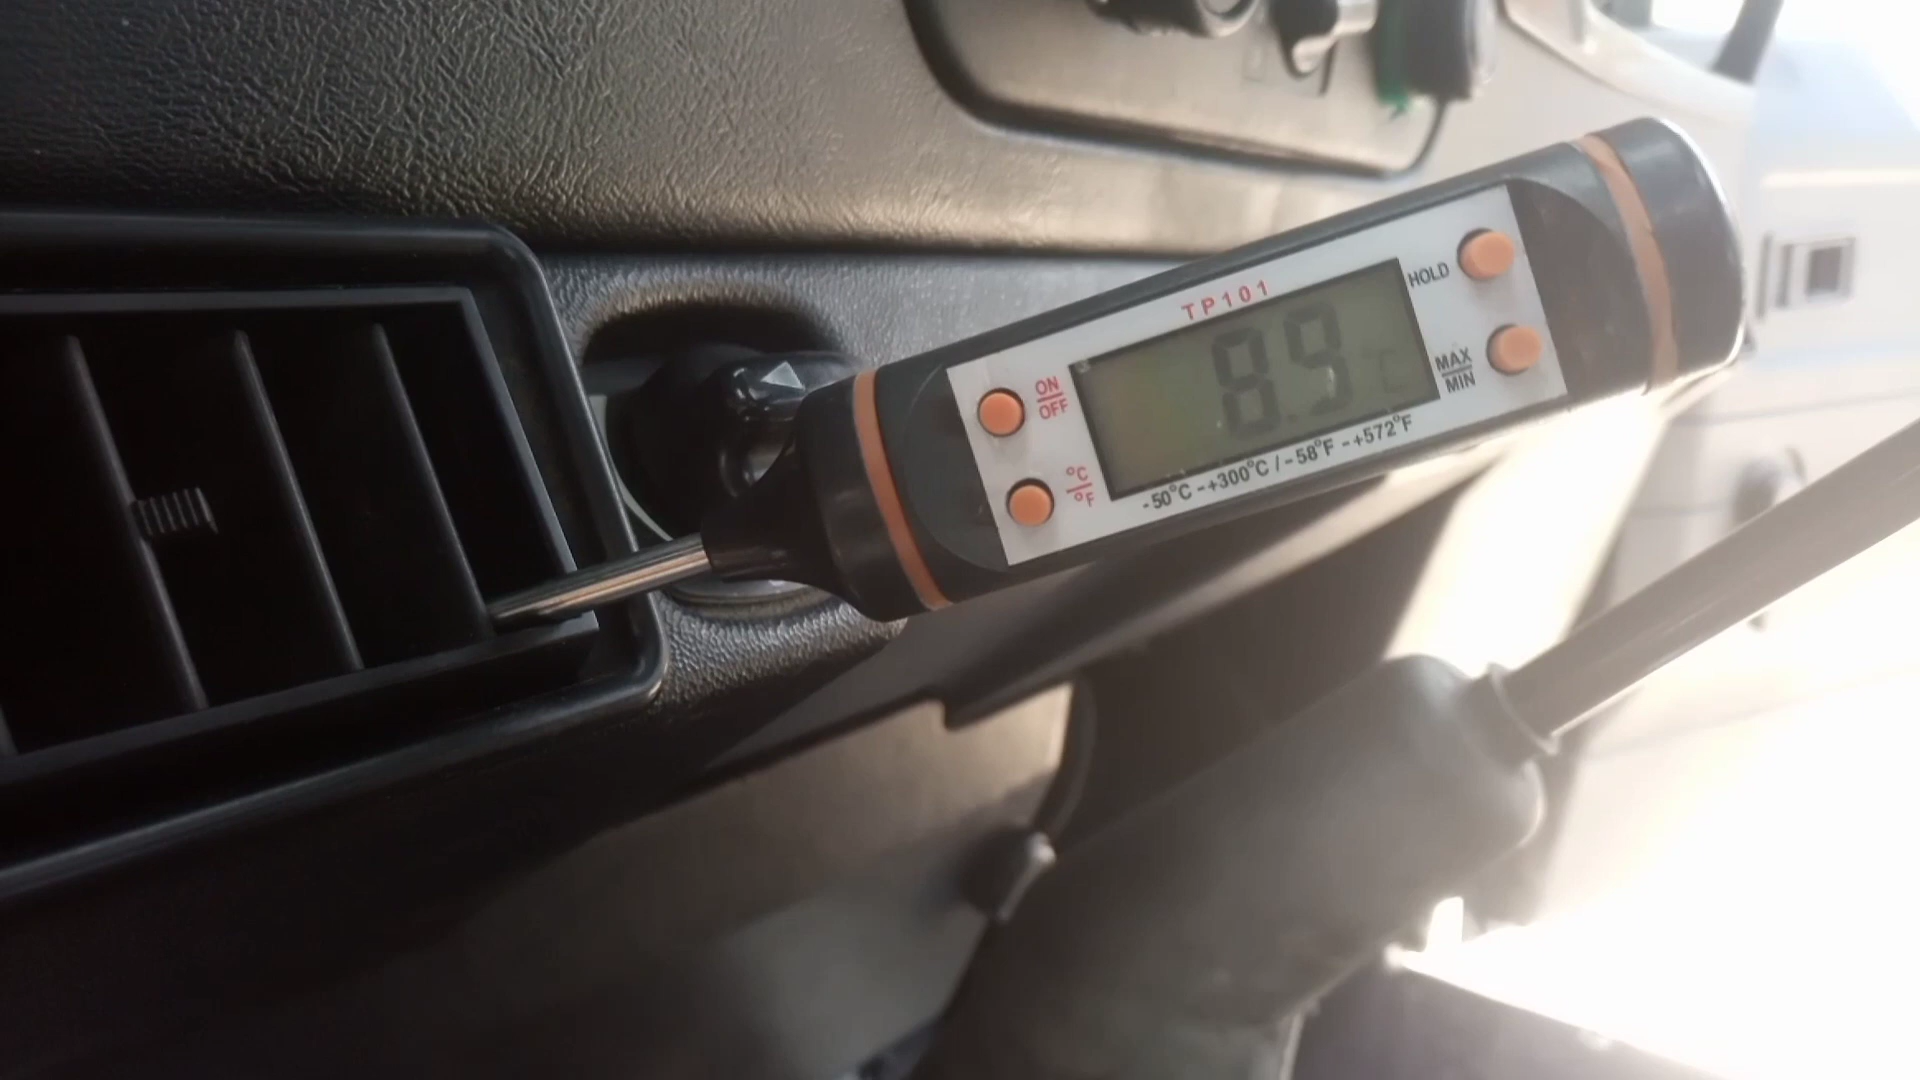 TP101
8.9 °C
ON
OFF
°C
°F
HOLD
MAX
MIN
-50°C -+300°C / -58°F -+572°F